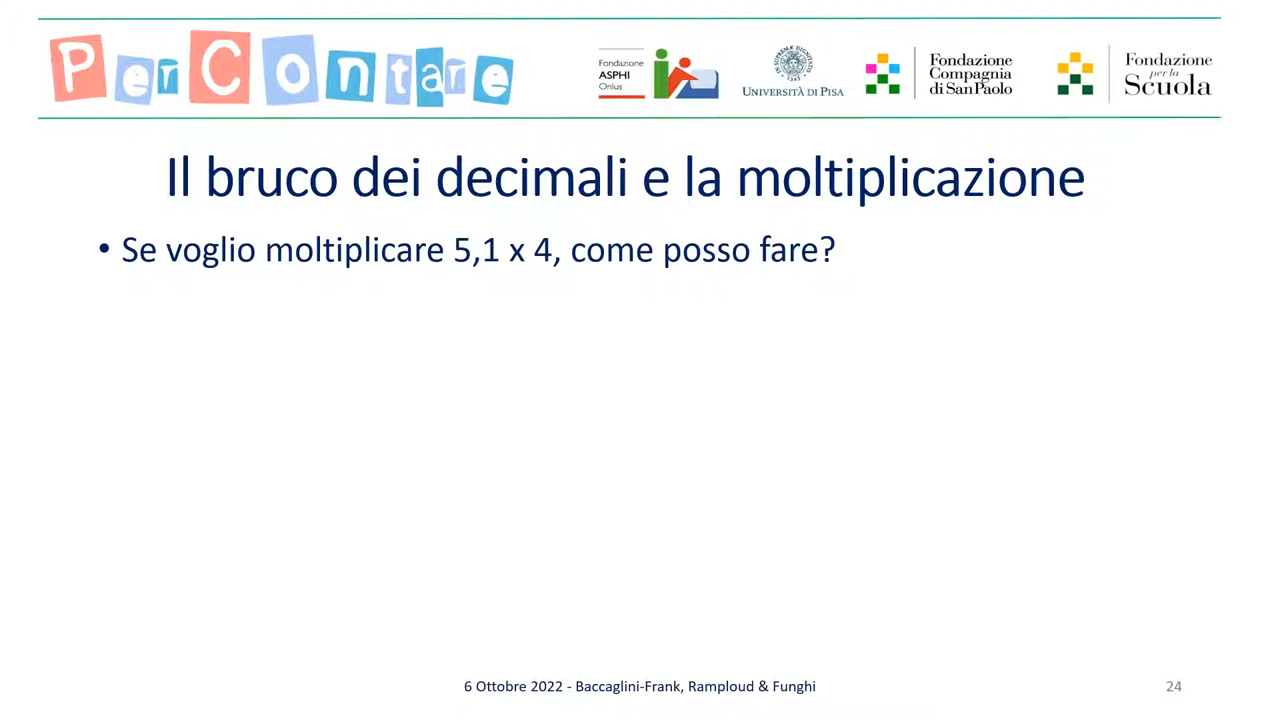 PerContare
Fondazione
ASPHI
Onlus
UNIVERSITÀ DI PISA
Fondazione
Compagnia
di San Paolo
Fondazione
per la
Scuola
Il bruco dei decimali e la moltiplicazione
• Se voglio moltiplicare 5,1 x 4, come posso fare?
6 Ottobre 2022 - Baccaglini-Frank, Ramploud & Funghi
24